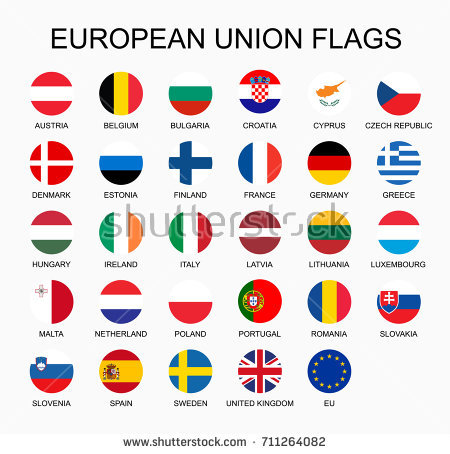 EUROPEAN UNION FLAGS
AUSTRIA BELGIUM BULGARIA CROATIA CYPRUS CZECH REPUBLIC
DENMARK ESTONIA FINLAND FRANCE GERMANY GREECE
shutterstock
HUNGARY IRELAND ITALY LATVIA LITHUANIA LUXEMBOURG
MALTA NETHERLAND POLAND PORTUGAL ROMANIA SLOVAKIA
SLOVENIA SPAIN SWEDEN UNITED KINGDOM EU
www.shutterstock.com · 711264082